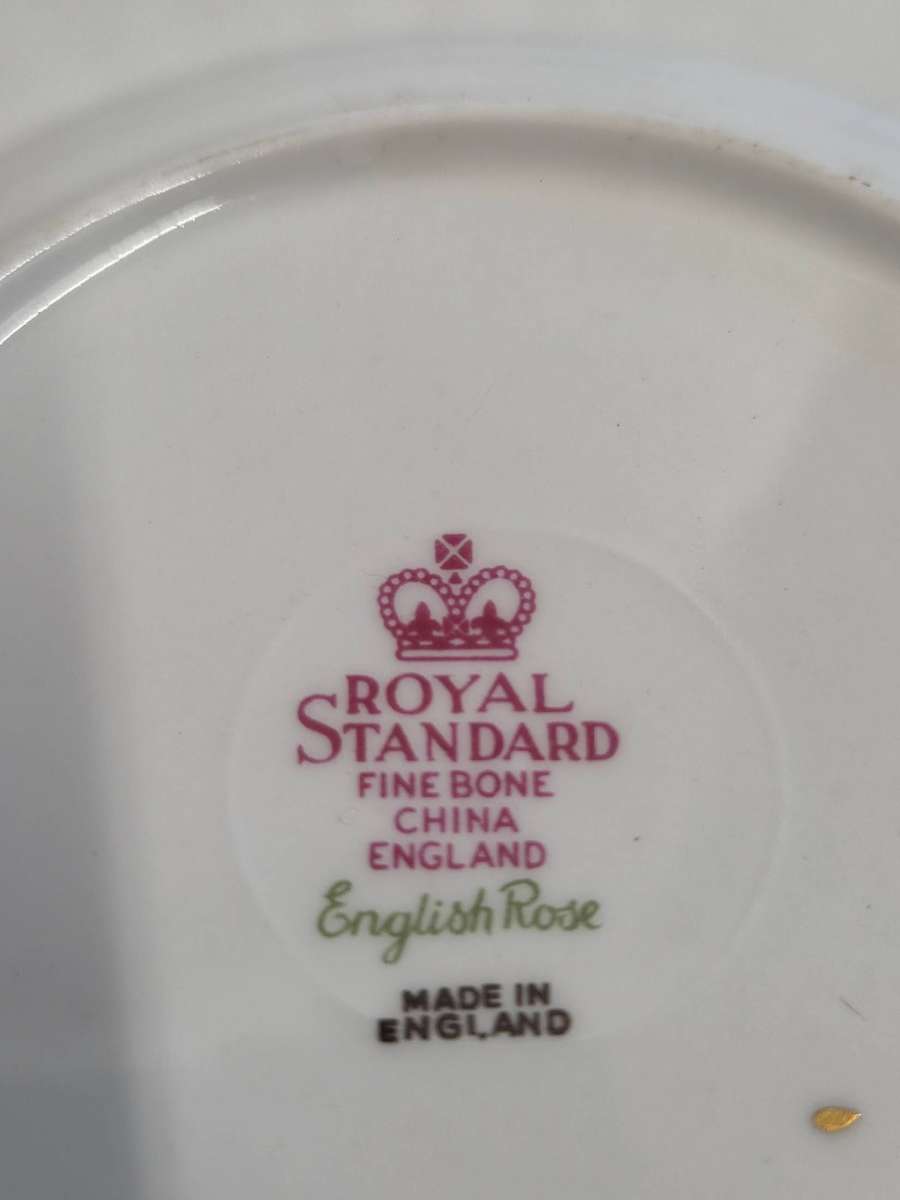 ROYAL
STANDARD
FINE BONE
CHINA
ENGLAND
English Rose
MADE IN
ENGLAND